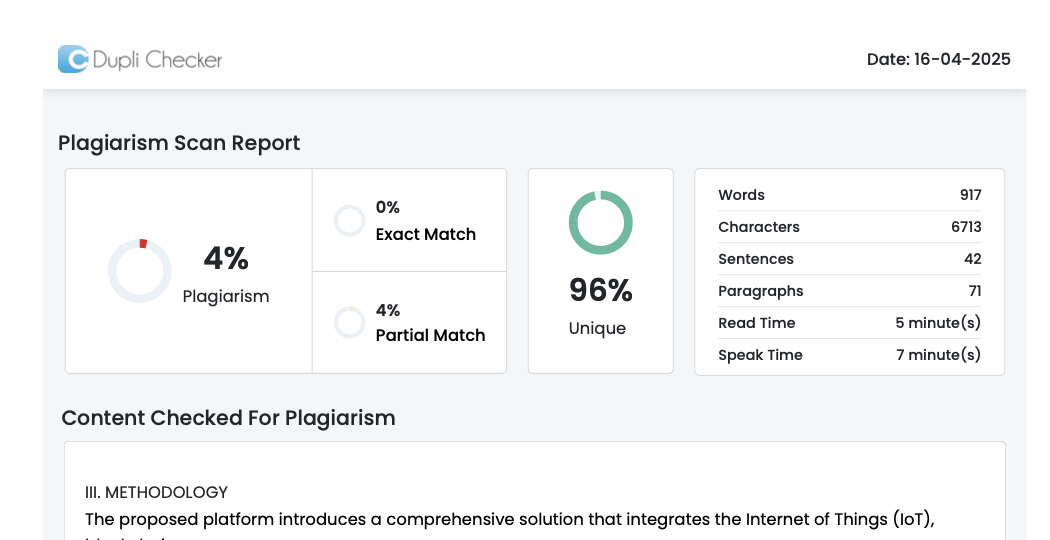 Dupli Checker
Date: 16-04-2025
Plagiarism Scan Report
4%
Plagiarism
0%
Exact Match
4%
Partial Match
96%
Unique
Words 917
Characters 6713
Sentences 42
Paragraphs 71
Read Time 5 minute(s)
Speak Time 7 minute(s)
Content Checked For Plagiarism
III. METHODOLOGY
The proposed platform introduces a comprehensive solution that integrates the Internet of Things (IoT),